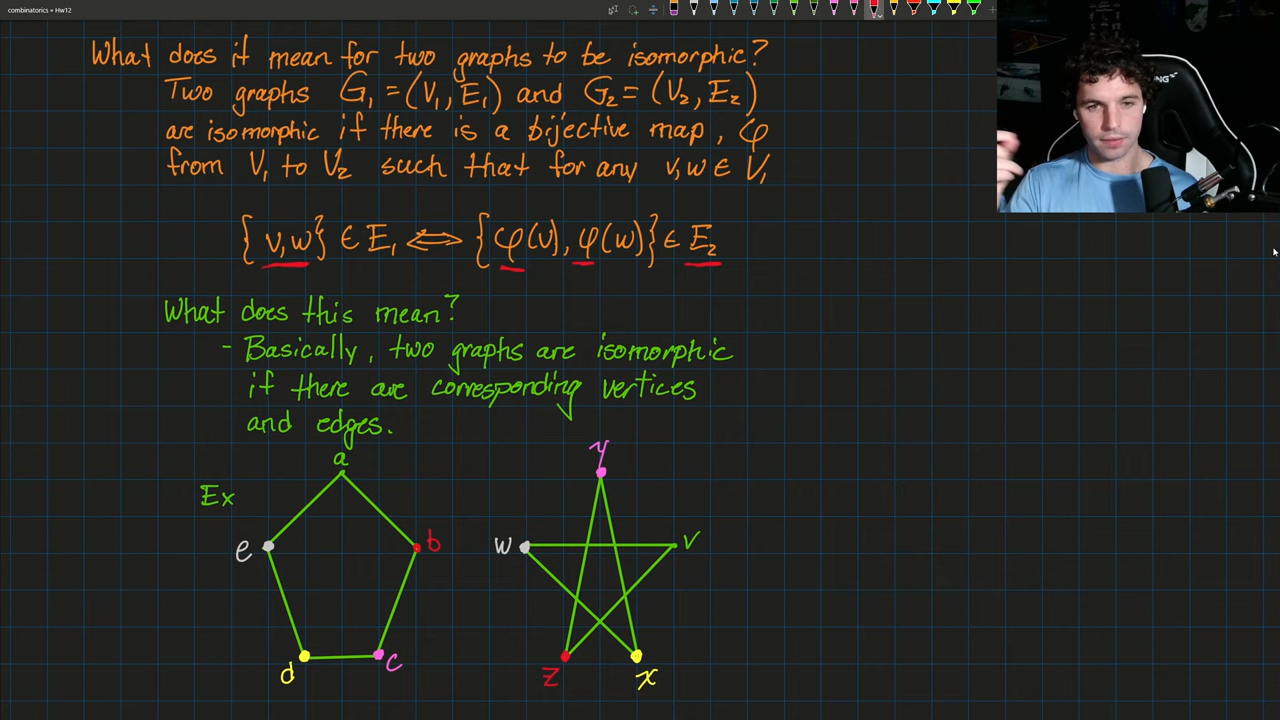 combinatorics » Hw12
What does it mean for two graphs to be isomorphic?
Two graphs G₁ = (V₁, E₁) and G₂ = (V₂, E₂)
are isomorphic if there is a bijective map, φ
from V₁ to V₂ such that for any v,w ∈ V₁
{v,w} ∈ E₁ ⟺ {φ(v), φ(w)} ∈ E₂
What does this mean?
- Basically, two graphs are isomorphic
if there are corresponding vertices
and edges.
Ex
a
e
b
d
c
y
w
v
z
x